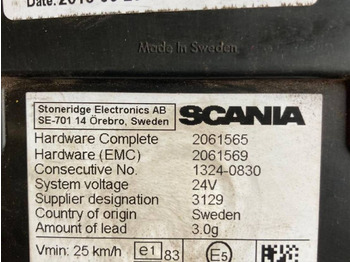 Date:
Made In Sweden
Stoneridge Electronics AB
SE-701 14 Örebro, Sweden
SCANIA
Hardware Complete 2061565
Hardware (EMC) 2061569
Consecutive No. 1324-0830
System voltage 24V
Supplier designation 3129
Country of origin Sweden
Amount of lead 3.0g
Vmin: 25 km/h e1 83 E5